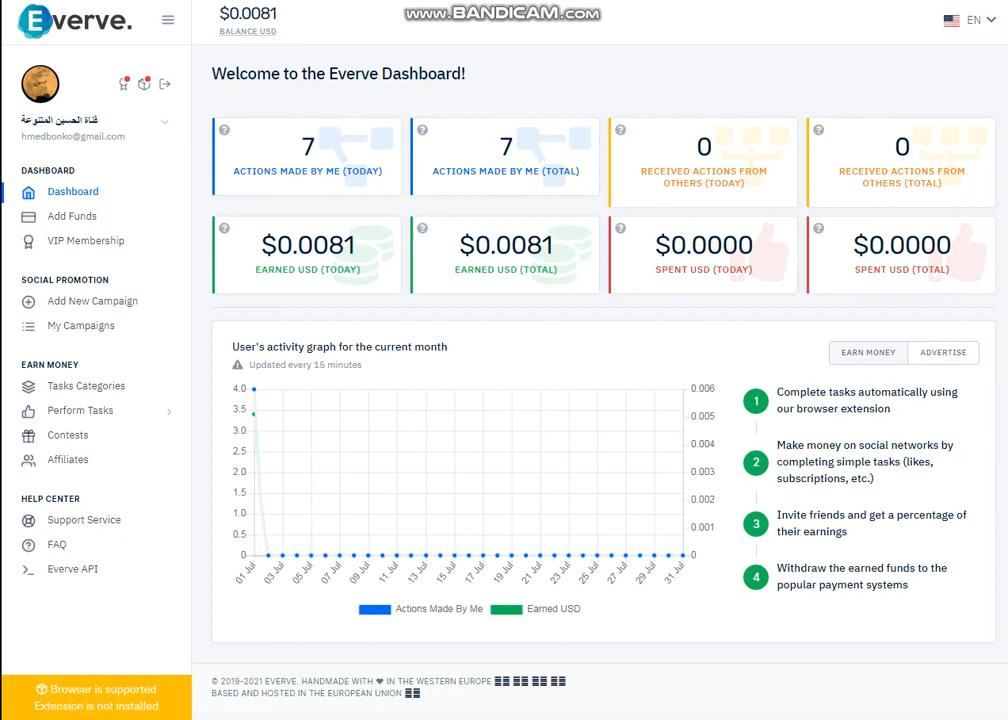 Everve.
$0.0081
BALANCE USD
www.BANDICAM.com
EN
قناة الحسين المتنوعة
hmedbonko@gmail.com
DASHBOARD
Dashboard
Add Funds
VIP Membership
SOCIAL PROMOTION
Add New Campaign
My Campaigns
EARN MONEY
Tasks Categories
Perform Tasks
Contests
Affiliates
HELP CENTER
Support Service
FAQ
Everve API
Browser is supported
Extension is not installed
Welcome to the Everve Dashboard!
7
ACTIONS MADE BY ME (TODAY)
7
ACTIONS MADE BY ME (TOTAL)
0
RECEIVED ACTIONS FROM
OTHERS (TODAY)
0
RECEIVED ACTIONS FROM
OTHERS (TOTAL)
$0.0081
EARNED USD (TODAY)
$0.0081
EARNED USD (TOTAL)
$0.0000
SPENT USD (TODAY)
$0.0000
SPENT USD (TOTAL)
User's activity graph for the current month
Updated every 15 minutes
EARN MONEY
ADVERTISE
4.0
3.5
3.0
2.5
2.0
1.5
1.0
0.5
0
0.006
0.005
0.004
0.003
0.002
0.001
0
01 Jul
03 Jul
05 Jul
07 Jul
09 Jul
11 Jul
13 Jul
15 Jul
17 Jul
19 Jul
21 Jul
23 Jul
25 Jul
27 Jul
29 Jul
31 Jul
Actions Made By Me
Earned USD
1
Complete tasks automatically using
our browser extension
2
Make money on social networks by
completing simple tasks (likes,
subscriptions, etc.)
3
Invite friends and get a percentage of
their earnings
4
Withdraw the earned funds to the
popular payment systems
© 2019-2021 EVERVE. HANDMADE WITH ❤ IN THE WESTERN EUROPE
BASED AND HOSTED IN THE EUROPEAN UNION